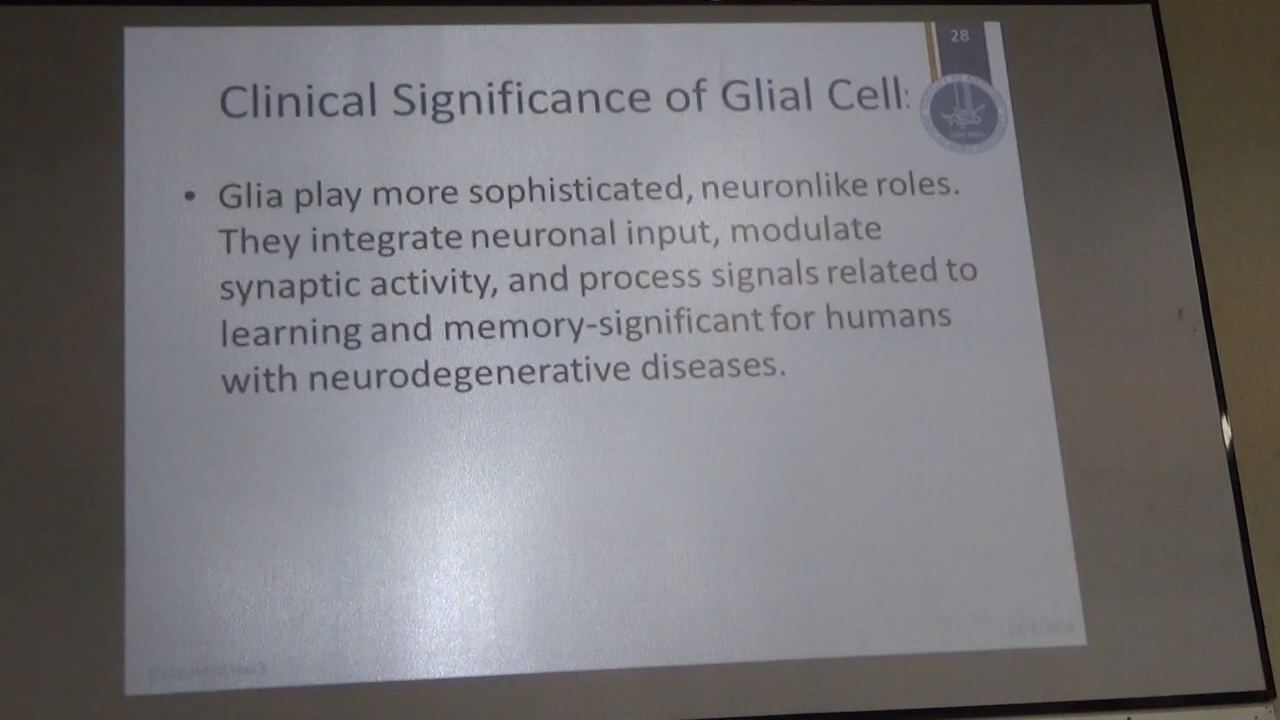 28
Clinical Significance of Glial Cell:
• Glia play more sophisticated, neuronlike roles.
They integrate neuronal input, modulate
synaptic activity, and process signals related to
learning and memory-significant for humans
with neurodegenerative diseases.